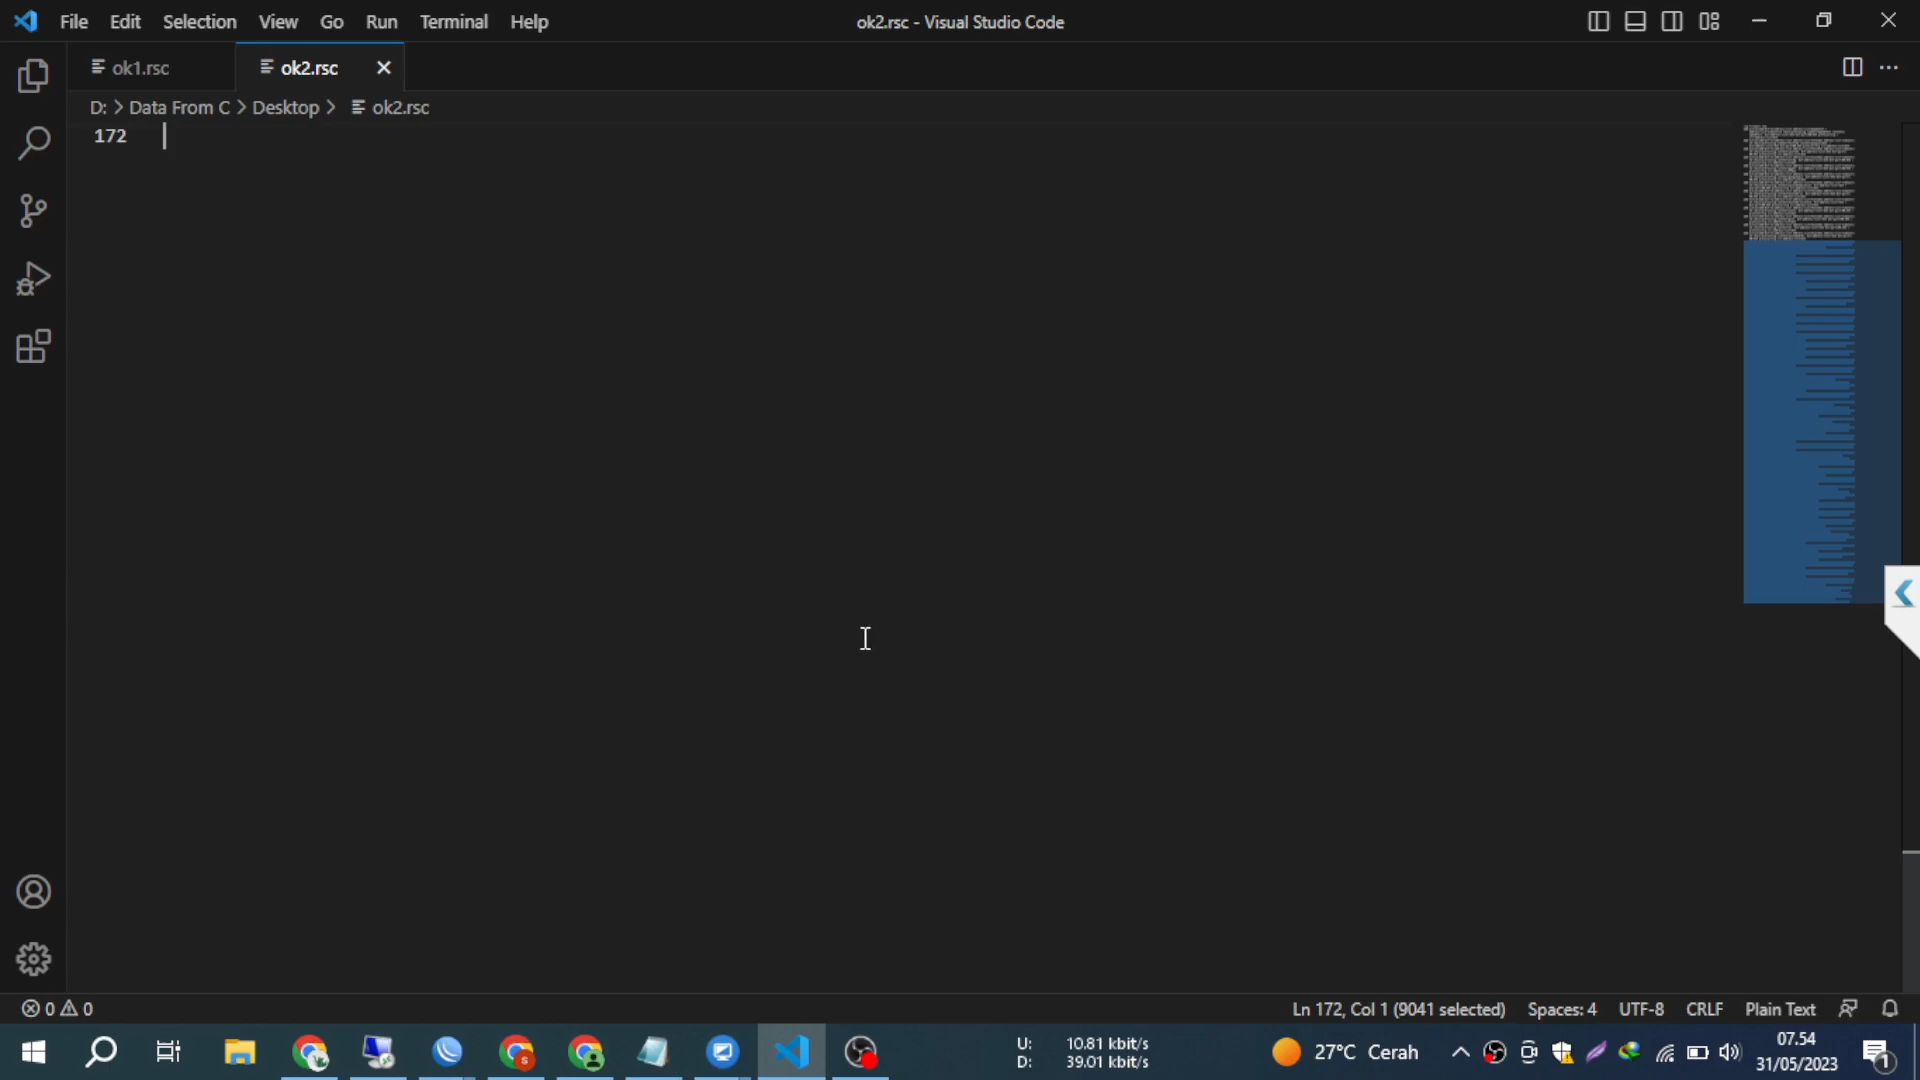 File Edit Selection View Go Run Terminal Help
ok2.rsc - Visual Studio Code
ok1.rsc
ok2.rsc
D: > Data From C > Desktop > ok2.rsc
172
0 0
Ln 172, Col 1 (9041 selected) Spaces: 4 UTF-8 CRLF Plain Text
U: 10.81 kbit/s
D: 39.01 kbit/s
27°C Cerah
07.54
31/05/2023
1